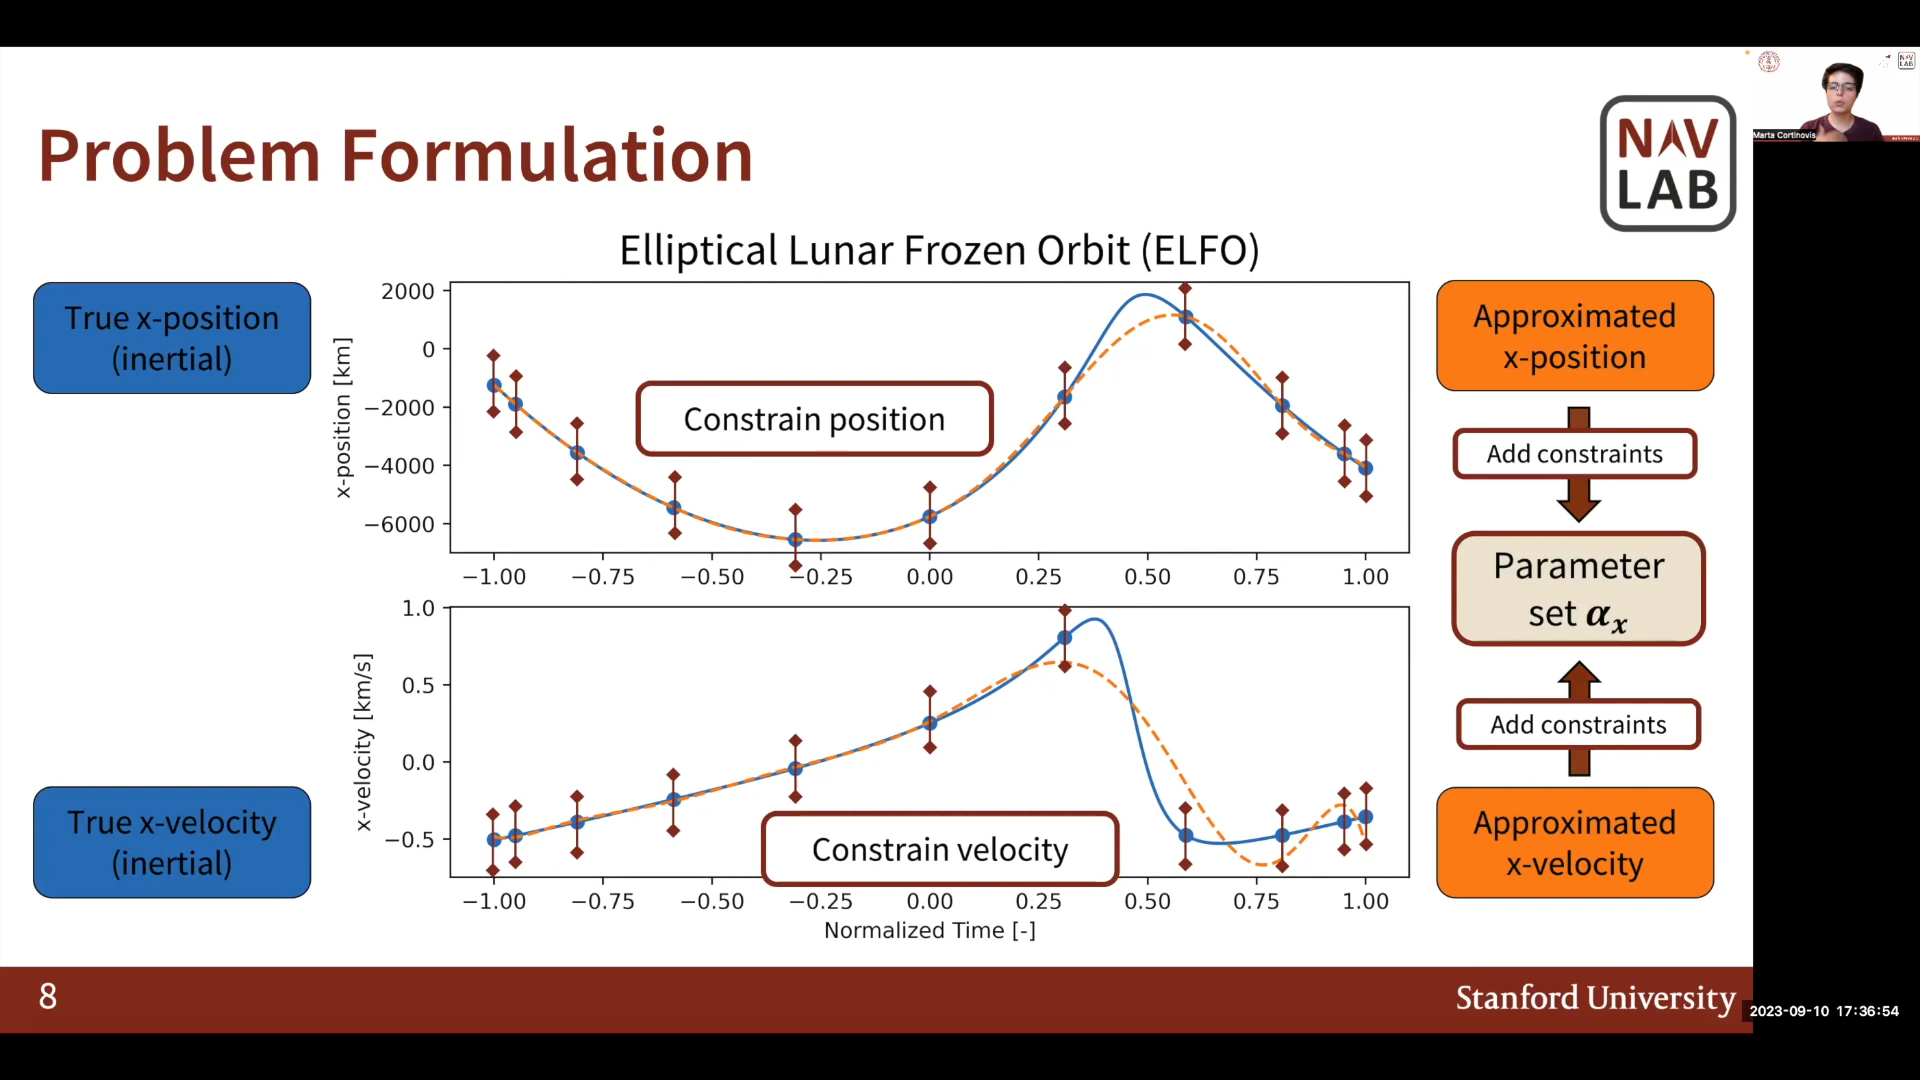 Problem Formulation
NAV
LAB
Marta Cortinovis
Elliptical Lunar Frozen Orbit (ELFO)
True x-position
(inertial)
x-position [km]
2000
0
−2000
−4000
−6000
Constrain position
−1.00 −0.75 −0.50 −0.25 0.00 0.25 0.50 0.75 1.00
Approximated
x-position
Add constraints
Parameter
set αx
Add constraints
Approximated
x-velocity
True x-velocity
(inertial)
x-velocity [km/s]
1.0
0.5
0.0
−0.5
Constrain velocity
−1.00 −0.75 −0.50 −0.25 0.00 0.25 0.50 0.75 1.00
Normalized Time [-]
8
Stanford University
2023-09-10 17:36:54